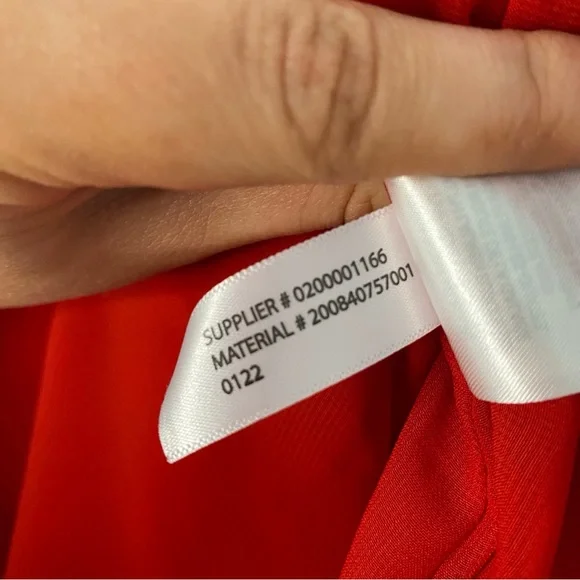 SUPPLIER # 0200001166
MATERIAL # 200840757001
0122